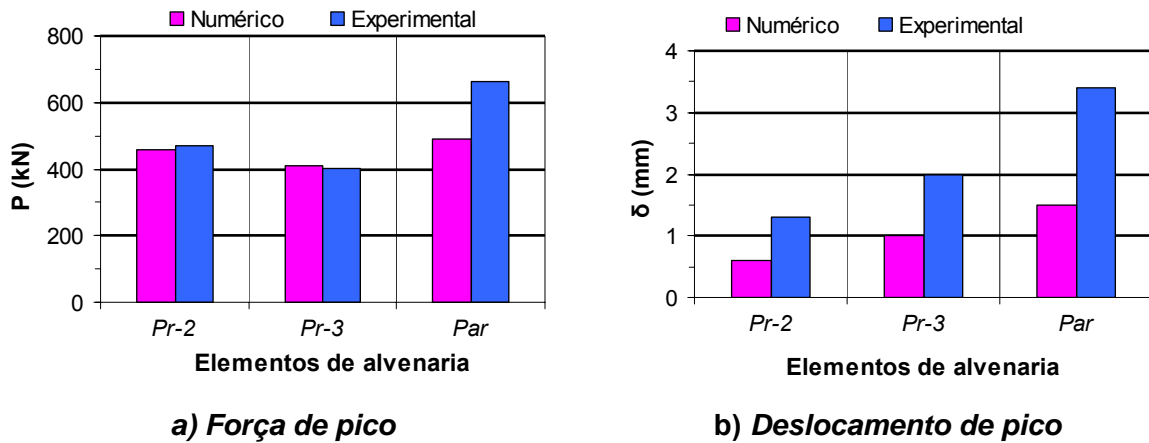 Numérico Experimental
800
600
400
200
0
P (kN)
Pr-2 Pr-3 Par
Elementos de alvenaria
a) Força de pico
Numérico Experimental
4
3
2
1
0
δ (mm)
Pr-2 Pr-3 Par
Elementos de alvenaria
b) Deslocamento de pico